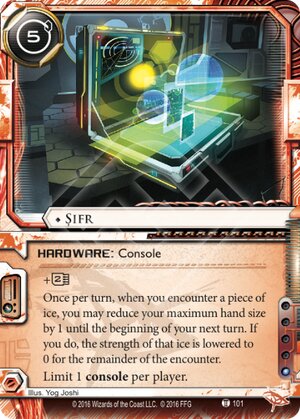 5
ŞIFR
HARDWARE: Console
+2
Once per turn, when you encounter a piece of
ice, you may reduce your maximum hand size
by 1 until the beginning of your next turn. If
you do, the strength of that ice is lowered to
0 for the remainder of the encounter.
Limit 1 console per player.
Illus. Yog Joshi
© 2016 Wizards of the Coast LLC. © 2016 FFG
101